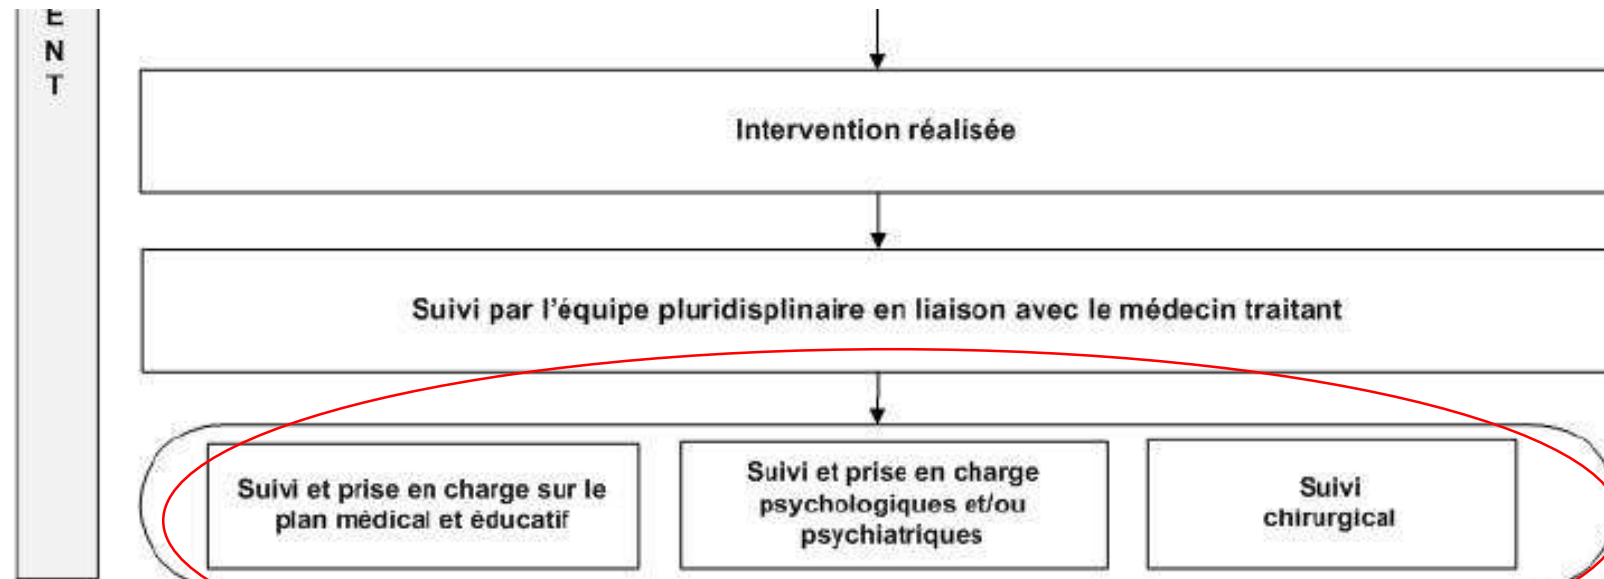 E
N
T
Intervention réalisée
Suivi par l'équipe pluridisplinaire en liaison avec le médecin traitant
Suivi et prise en charge sur le
plan médical et éducatif
Suivi et prise en charge
psychologiques et/ou
psychiatriques
Suivi
chirurgical